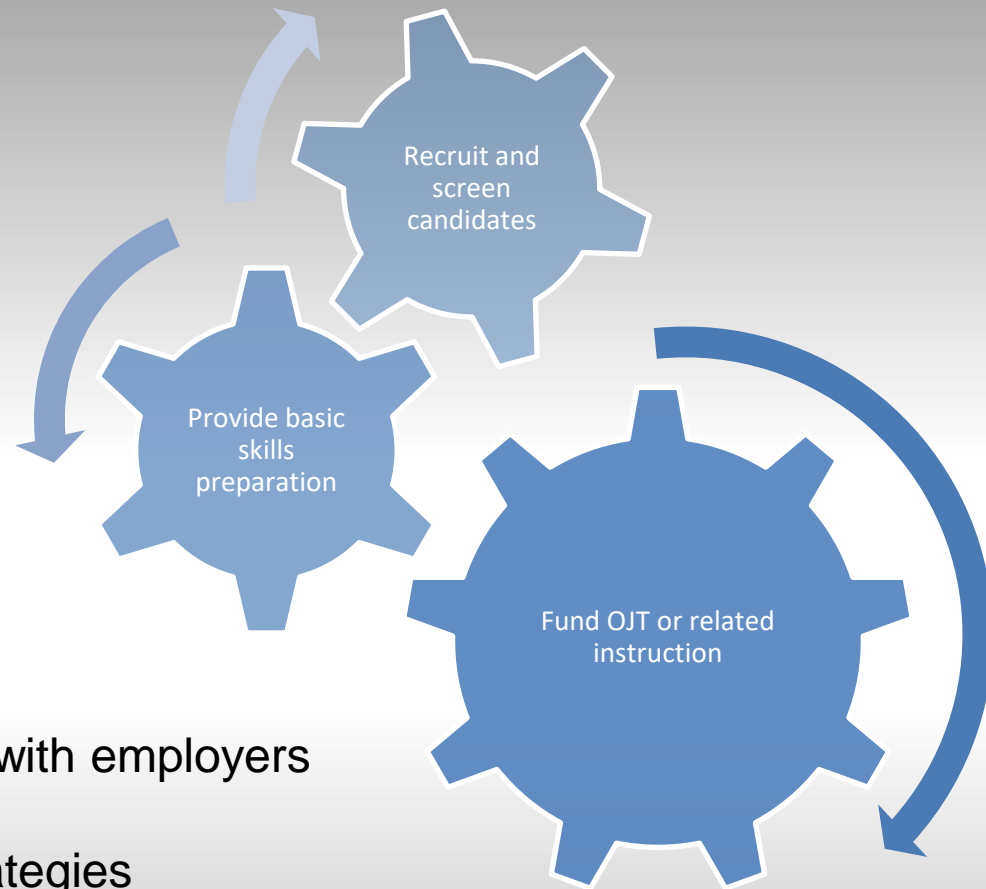 Recruit and
screen
candidates
Provide basic
skills
preparation
Fund OJT or related
instruction
with employers